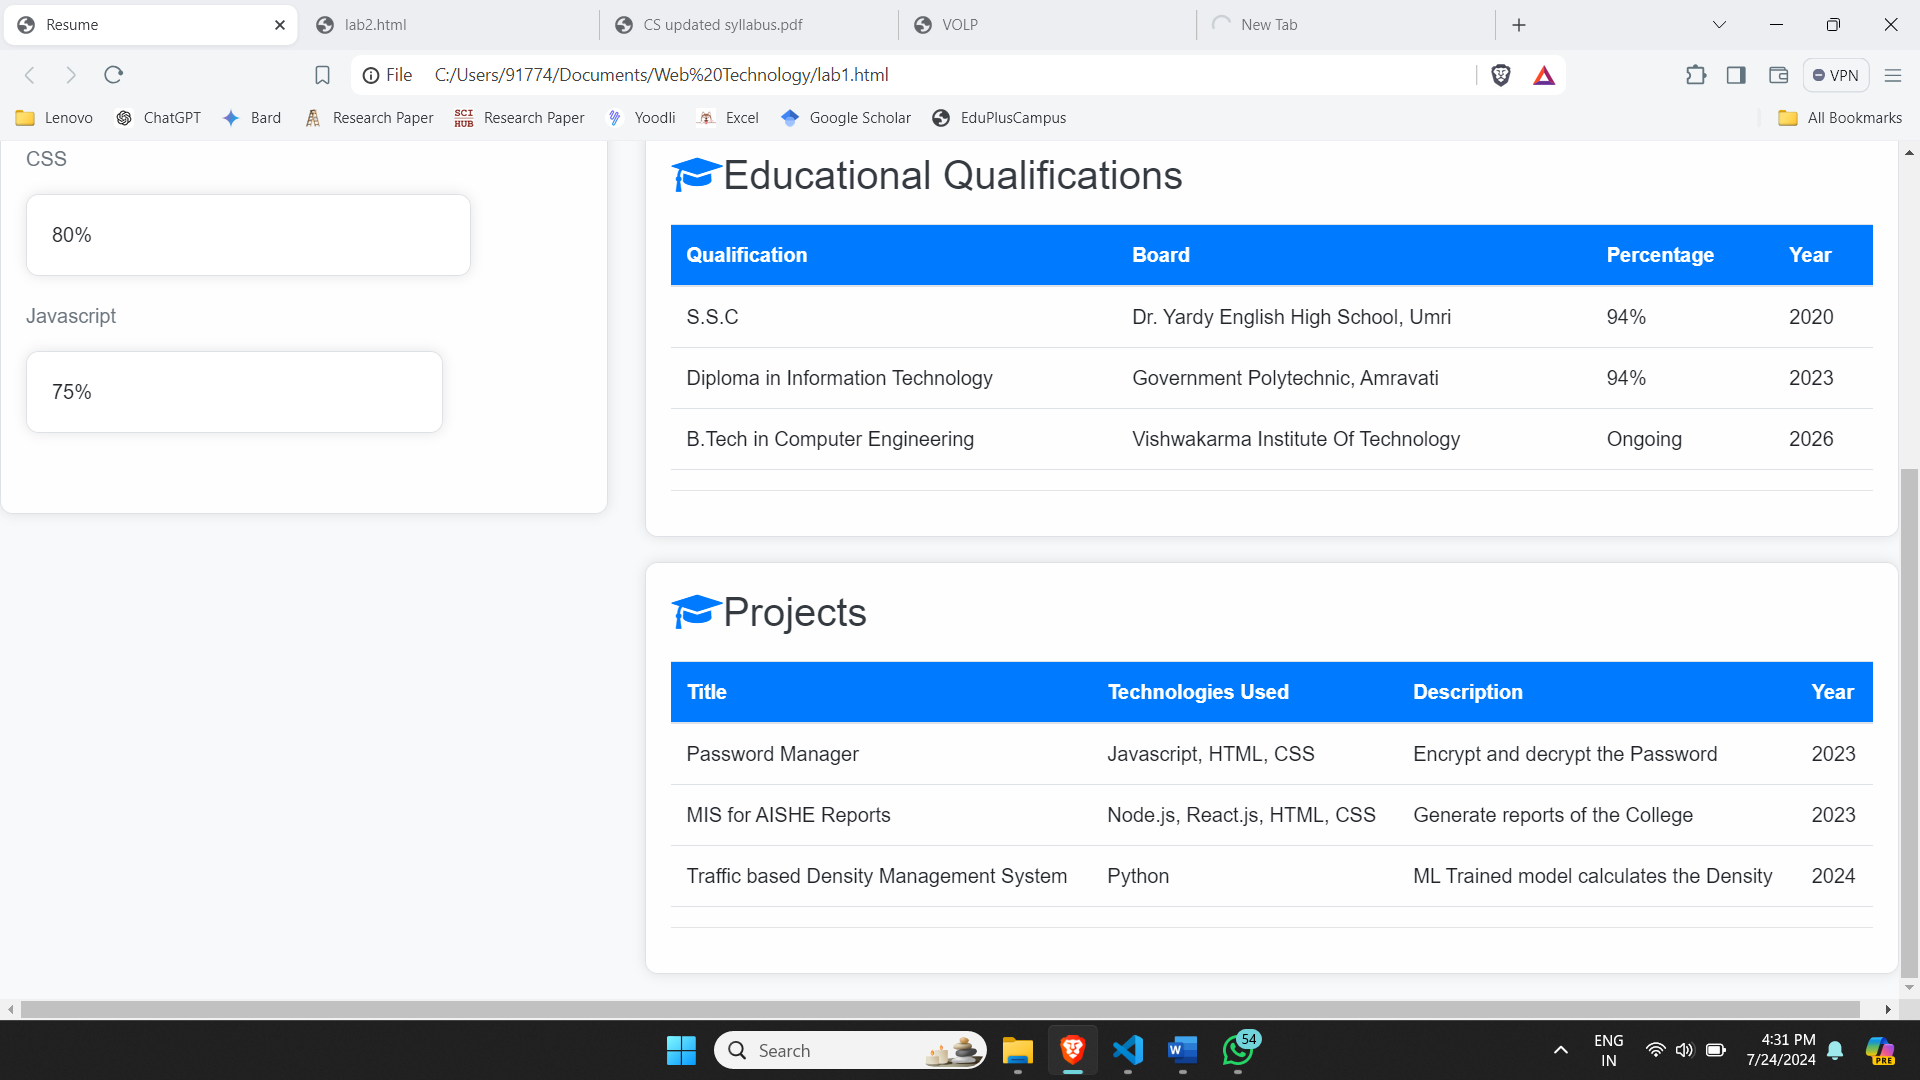 Resume
lab2.html
CS updated syllabus.pdf
VOLP
New Tab
File C:/Users/91774/Documents/Web%20Technology/lab1.html
VPN
Lenovo
ChatGPT
Bard
Research Paper
SCI HUB
Research Paper
Yoodli
Excel
Google Scholar
EduPlusCampus
All Bookmarks
CSS
80%
Javascript
75%
Educational Qualifications
Qualification Board Percentage Year
S.S.C Dr. Yardy English High School, Umri 94% 2020
Diploma in Information Technology Government Polytechnic, Amravati 94% 2023
B.Tech in Computer Engineering Vishwakarma Institute Of Technology Ongoing 2026
Projects
Title Technologies Used Description Year
Password Manager Javascript, HTML, CSS Encrypt and decrypt the Password 2023
MIS for AISHE Reports Node.js, React.js, HTML, CSS Generate reports of the College 2023
Traffic based Density Management System Python ML Trained model calculates the Density 2024
Search
W
54
ENG
IN
4:31 PM
7/24/2024
PRE